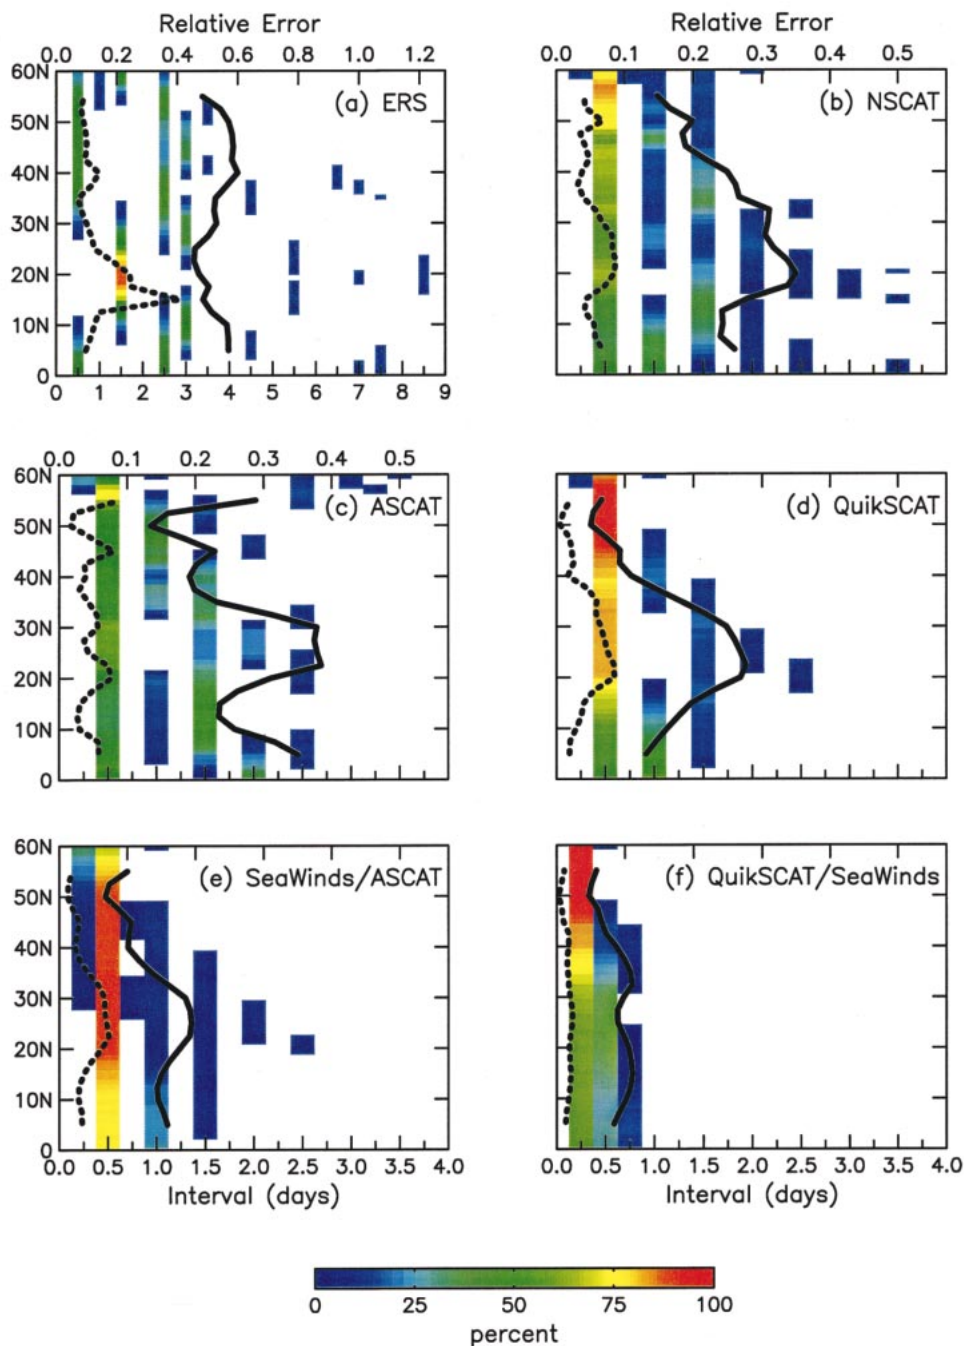 Relative Error Relative Error
0.0 0.2 0.4 0.6 0.8 1.0 1.2 0.0 0.1 0.2 0.3 0.4 0.5
60N
(a) ERS (b) NSCAT
50N
40N
30N
20N
10N
0
0 1 2 3 4 5 6 7 8 9
0.0 0.1 0.2 0.3 0.4 0.5
60N
(c) ASCAT (d) QuikSCAT
50N
40N
30N
20N
10N
0
60N
(e) SeaWinds/ASCAT (f) QuikSCAT/SeaWinds
50N
40N
30N
20N
10N
0
0.0 0.5 1.0 1.5 2.0 2.5 3.0 3.5 4.0 0.0 0.5 1.0 1.5 2.0 2.5 3.0 3.5 4.0
Interval (days) Interval (days)
0 25 50 75 100
percent